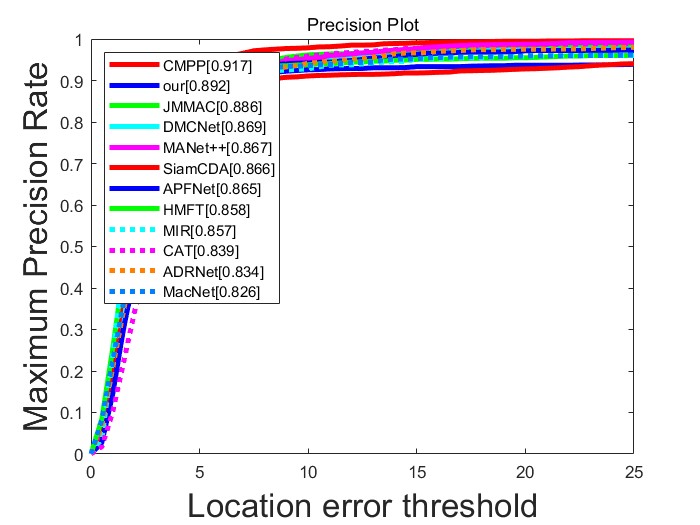 Precision Plot
Maximum Precision Rate
1
0.9
0.8
0.7
0.6
0.5
0.4
0.3
0.2
0.1
0
CMPP[0.917]
our[0.892]
JMMAC[0.886]
DMCNet[0.869]
MANet++[0.867]
SiamCDA[0.866]
APFNet[0.865]
HMFT[0.858]
MIR[0.857]
CAT[0.839]
ADRNet[0.834]
MacNet[0.826]
0 5 10 15 20 25
Location error threshold